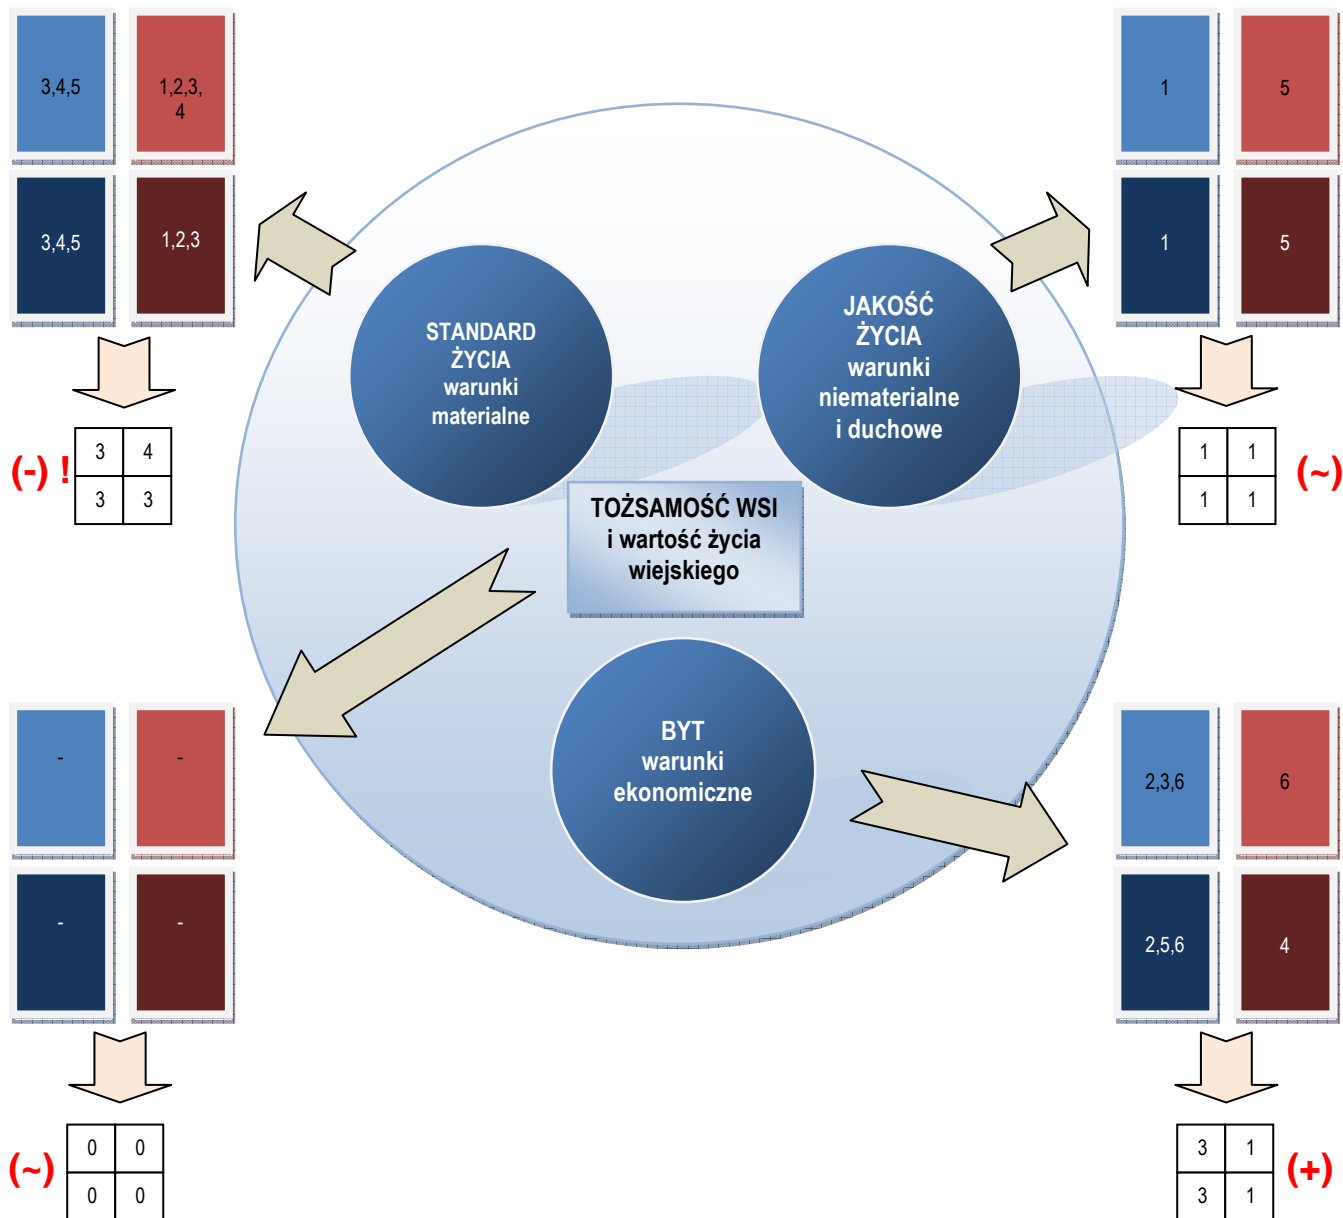 3,4,5
1,2,3,
4
3,4,5
1,2,3
(-) !
3 4
3 3
1
5
1
5
1 1
1 1
(~)
STANDARD
ŻYCIA
warunki
materialne
JAKOŚĆ
ŻYCIA
warunki
niematerialne
i duchowe
TOŻSAMOŚĆ WSI
i wartość życia
wiejskiego
BYT
warunki
ekonomiczne
-
-
-
-
(~)
0 0
0 0
2,3,6
6
2,5,6
4
3 1
3 1
(+)